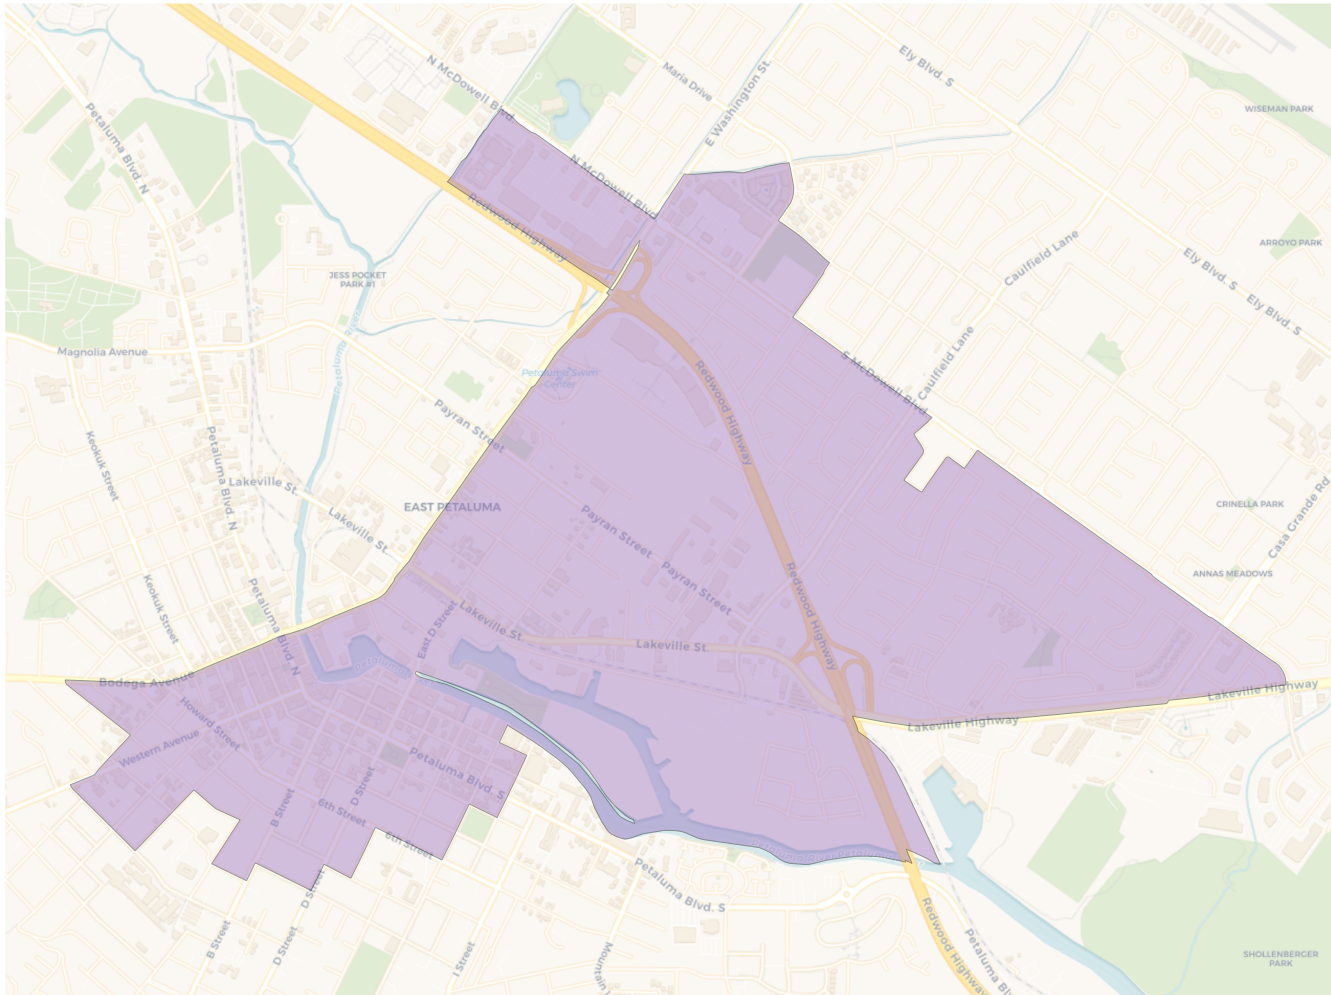 N McDowell Blvd
Maria Drive
Ely Blvd. S
E Washington St.
WISEMAN PARK
Petaluma Blvd. N
N McDowell Blvd
Redwood Highway
ARROYO PARK
Caulfield Lane
Ely Blvd. S
Ely Blvd. S
JESS POCKET
PARK #1
Petaluma River
Magnolia Avenue
Petaluma Swim
Center
Redwood Highway
S McDowell Blvd
Caulfield Lane
Payran Street
Keokuk Street
Petaluma Blvd. N
Lakeville St.
Lakeville St.
EAST PETALUMA
CRINELLA PARK
Casa Grande Rd
Payran Street
Payran Street
ANNAS MEADOWS
Keokuk Street
Petaluma Blvd. N
East D Street
Lakeville St.
Lakeville St.
Redwood Highway
Redwood Highway
Bodega Avenue
Petaluma
Lakeville Highway
Lakeville Highway
Howard Street
Western Avenue
Petaluma Blvd. S
D Street
B Street
6th Street
6th Street
Petaluma Blvd. S
D Street
B Street
D Street
I Street
Redwood Highway
SHOLLENBERGER
PARK